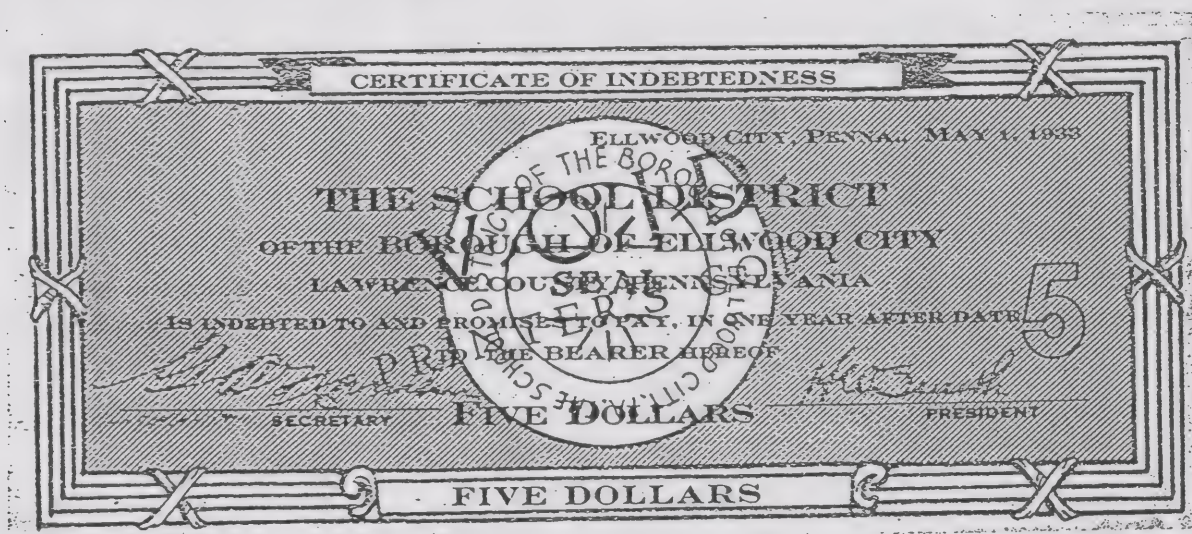 CERTIFICATE OF INDEBTEDNESS
ELLWOOD CITY, PENNA., MAY 1, 1933
THE SCHOOL DISTRICT
OF THE BOROUGH OF ELLWOOD CITY
LAWRENCE COUNTY, PENNSYLVANIA
IS INDEBTED TO AND PROMISES TO PAY, IN ONE YEAR AFTER DATE,
TO THE BEARER HEREOF
5
FIVE DOLLARS
SECRETARY
PRESIDENT
SEAL
VOID
FIVE DOLLARS